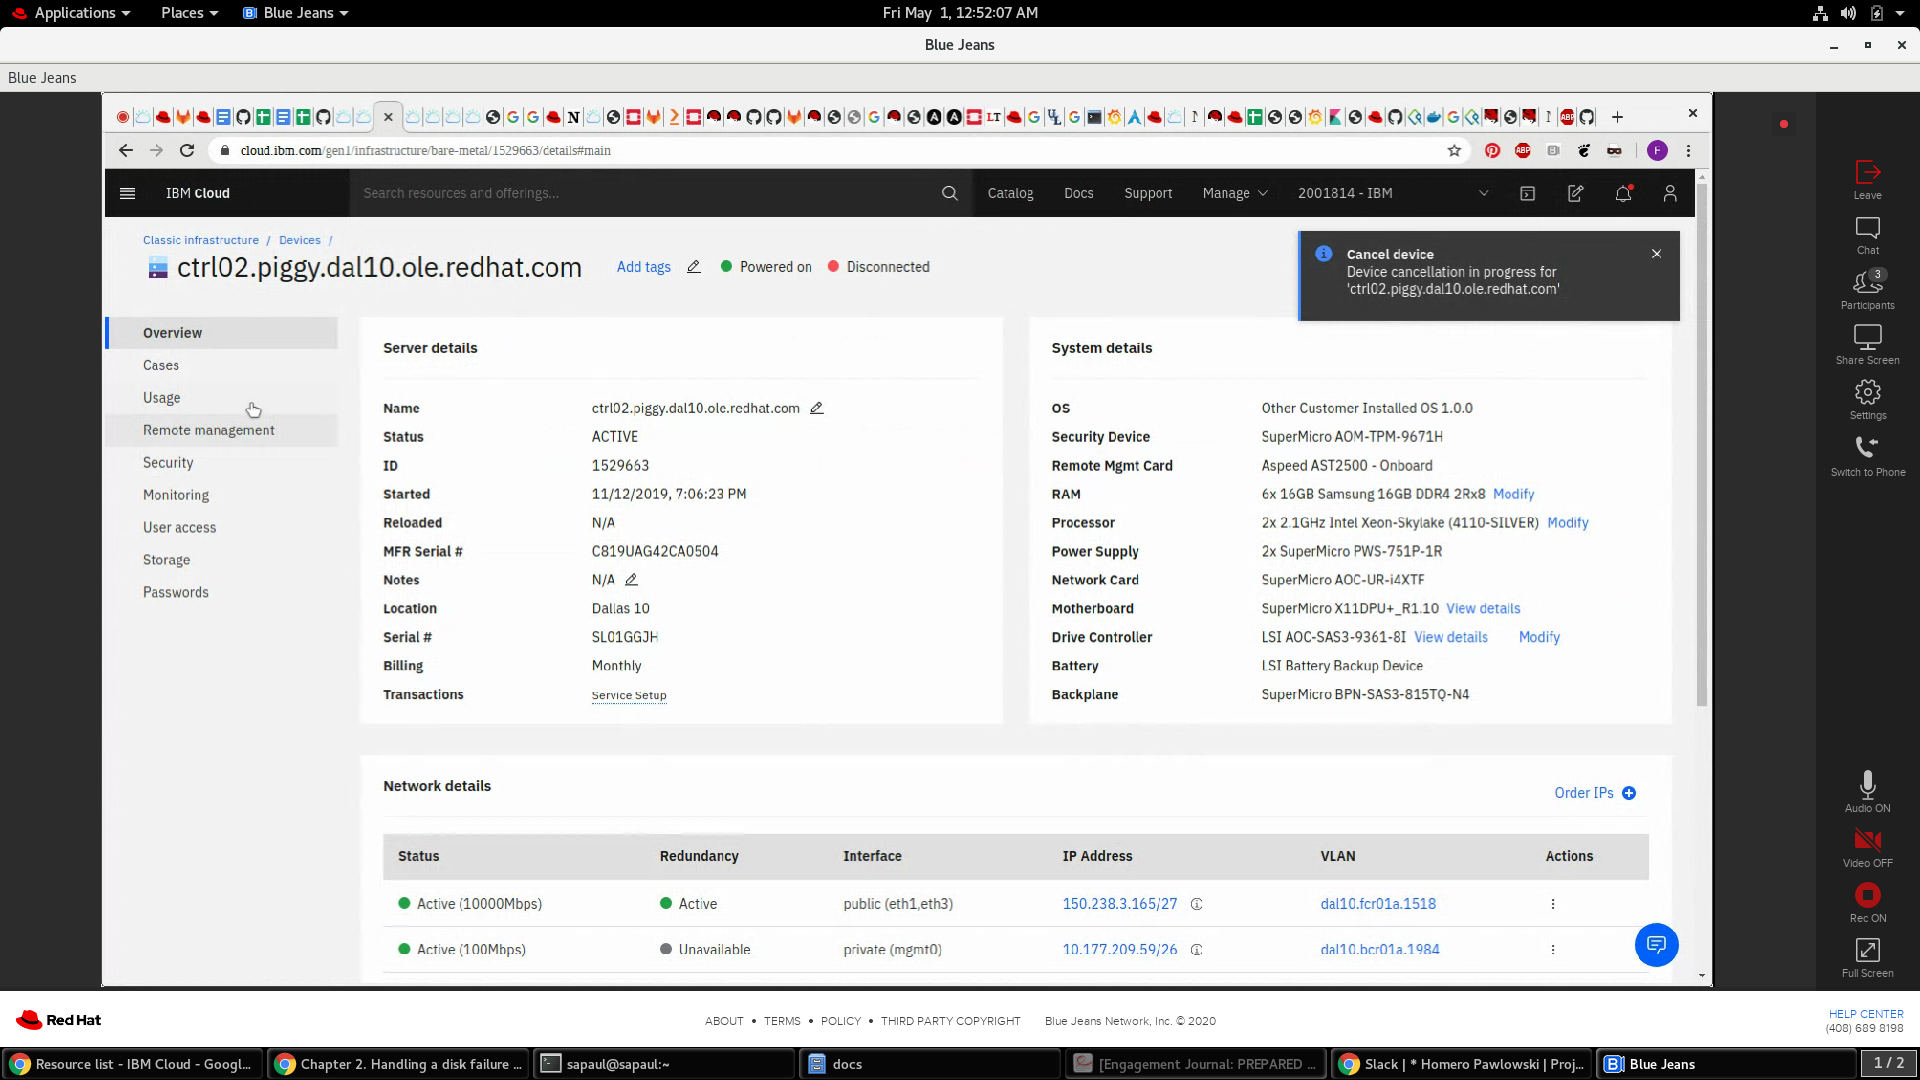 Applications Places Blue Jeans Fri May 1, 12:52:07 AM
Blue Jeans
Blue Jeans
cloud.ibm.com/gen1/infrastructure/bare-metal/1529663/details#main
IBM Cloud Search resources and offerings... Catalog Docs Support Manage 2001814 - IBM
Classic infrastructure / Devices /
ctrl02.piggy.dal10.ole.redhat.com Add tags Powered on Disconnected
Cancel device
Device cancellation in progress for
'ctrl02.piggy.dal10.ole.redhat.com'
Overview
Cases
Usage
Remote management
Security
Monitoring
User access
Storage
Passwords
Server details
Name ctrl02.piggy.dal10.ole.redhat.com
Status ACTIVE
ID 1529663
Started 11/12/2019, 7:06:23 PM
Reloaded N/A
MFR Serial # C819UAG42CA0504
Notes N/A
Location Dallas 10
Serial # SL01GGJH
Billing Monthly
Transactions Service Setup
System details
OS Other Customer Installed OS 1.0.0
Security Device SuperMicro AOM-TPM-9671H
Remote Mgmt Card Aspeed AST2500 - Onboard
RAM 6x 16GB Samsung 16GB DDR4 2Rx8 Modify
Processor 2x 2.1GHz Intel Xeon-Skylake (4110-SILVER) Modify
Power Supply 2x SuperMicro PWS-751P-1R
Network Card SuperMicro AOC-UR-i4XTF
Motherboard SuperMicro X11DPU+_R1.10 View details
Drive Controller LSI AOC-SAS3-9361-8I View details Modify
Battery LSI Battery Backup Device
Backplane SuperMicro BPN-SAS3-815TQ-N4
Network details
Order IPs
Status Redundancy Interface IP Address VLAN Actions
Active (10000Mbps) Active public (eth1,eth3) 150.238.3.165/27 dal10.fcr01a.1518
Active (100Mbps) Unavailable private (mgmt0) 10.177.209.59/26 dal10.bcr01a.1984
Leave
Chat
3
Participants
Share Screen
Settings
Switch to Phone
Audio ON
Video OFF
Rec ON
Full Screen
Red Hat
ABOUT • TERMS • POLICY • THIRD PARTY COPYRIGHT Blue Jeans Network, Inc. © 2020
HELP CENTER
(408) 689 8198
Resource list - IBM Cloud - Googl... Chapter 2. Handling a disk failure ... sapaul@sapaul:~ docs [Engagement Journal: PREPARED ... Slack | * Homero Pawlowski | Proj... Blue Jeans 1 / 2